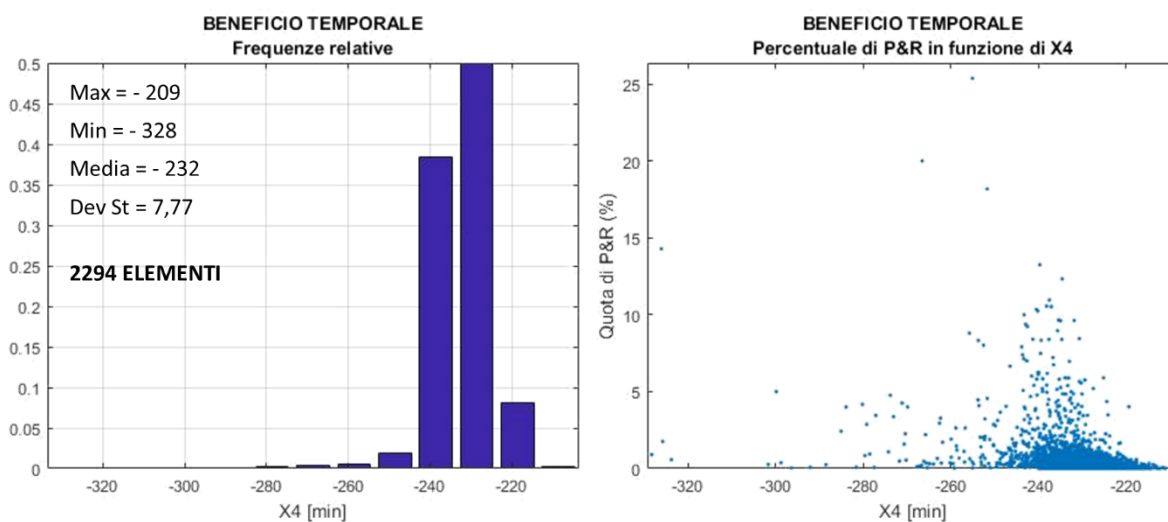 BENEFICIO TEMPORALE
Frequenze relative
0.5
0.45
0.4
0.35
0.3
0.25
0.2
0.15
0.1
0.05
0
Max = - 209
Min = - 328
Media = - 232
Dev St = 7,77
2294 ELEMENTI
-320 -300 -280 -260 -240 -220
X4 [min]
BENEFICIO TEMPORALE
Percentuale di P&R in funzione di X4
Quota di P&R (%)
25
20
15
10
5
0
-320 -300 -280 -260 -240 -220
X4 [min]